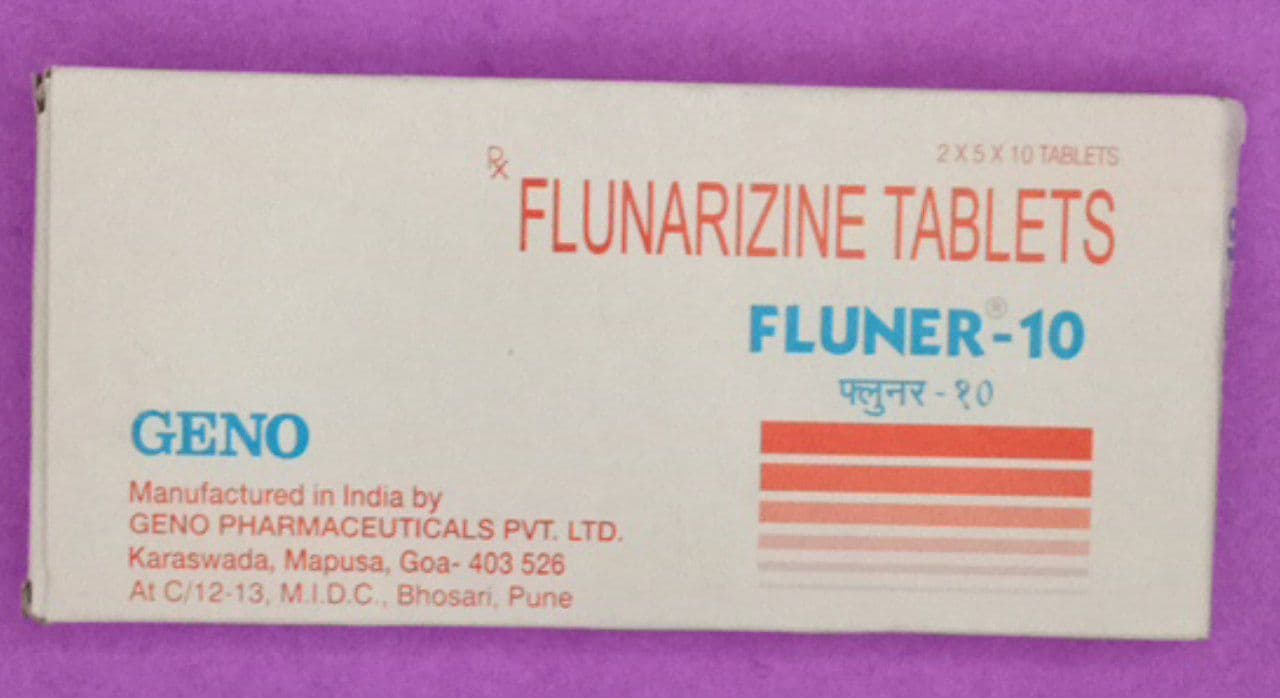 2 X 5 X 10 TABLETS
℞ FLUNARIZINE TABLETS
FLUNER®-10
फ्लुनर - १०
GENO
Manufactured in India by
GENO PHARMACEUTICALS PVT. LTD.
Karaswada, Mapusa, Goa- 403 526
At C/12-13, M.I.D.C., Bhosari, Pune